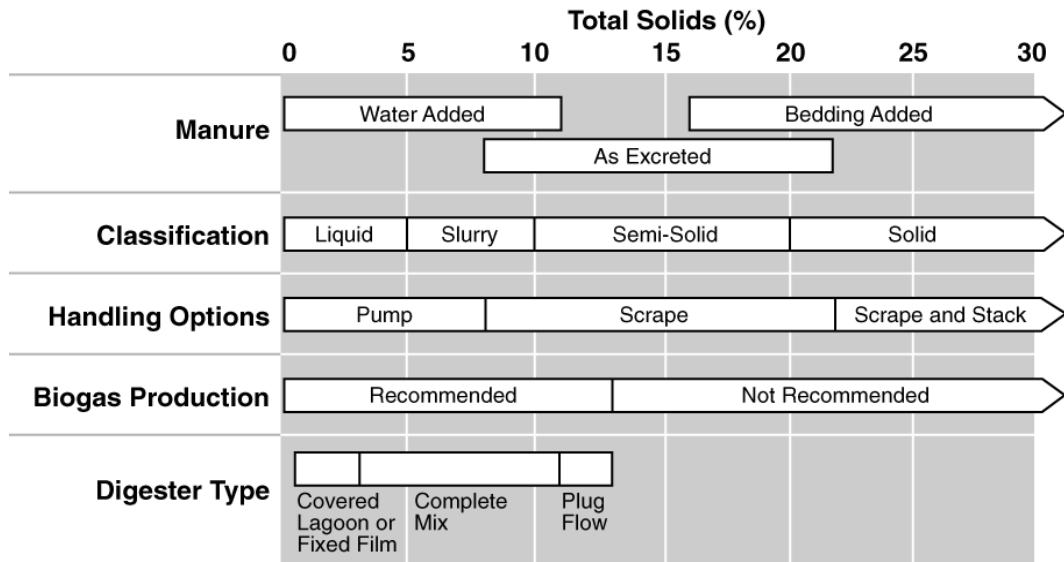 Total Solids (%)
0 5 10 15 20 25 30
Manure
Water Added
Bedding Added
As Excreted
Classification
Liquid
Slurry
Semi-Solid
Solid
Handling Options
Pump
Scrape
Scrape and Stack
Biogas Production
Recommended
Not Recommended
Digester Type
Covered
Lagoon or
Fixed Film
Complete
Mix
Plug
Flow